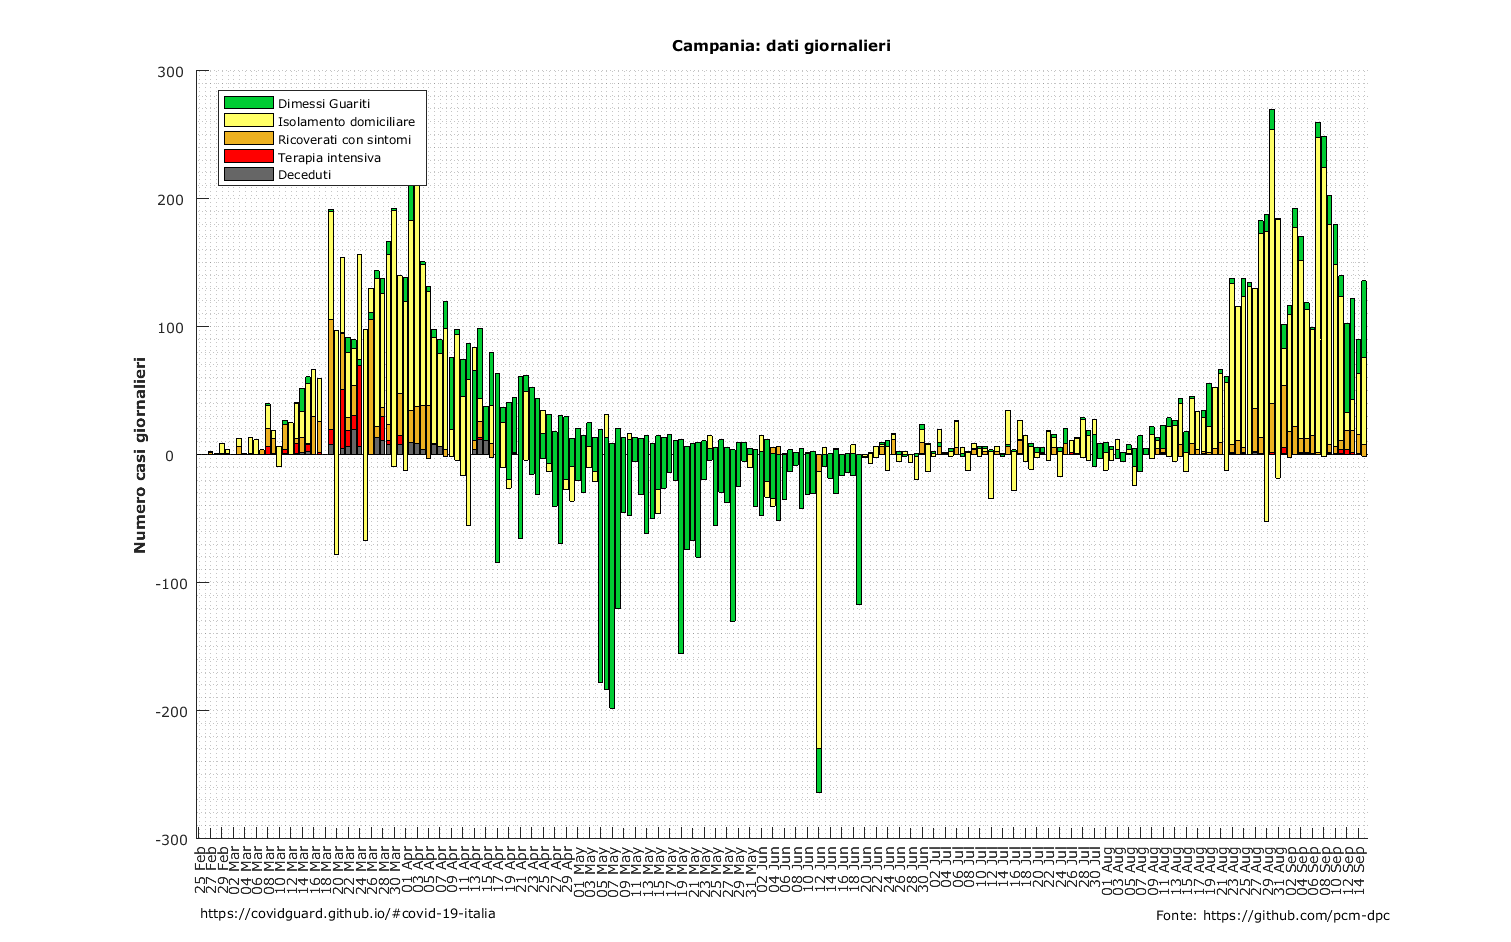 Campania: dati giornalieri
300
200
100
0
-100
-200
-300
Numero casi giornalieri
Dimessi Guariti
Isolamento domiciliare
Ricoverati con sintomi
Terapia intensiva
Deceduti
25 Feb
27 Feb
29 Feb
02 Mar
04 Mar
06 Mar
08 Mar
10 Mar
12 Mar
14 Mar
16 Mar
18 Mar
20 Mar
22 Mar
24 Mar
26 Mar
28 Mar
30 Mar
01 Apr
03 Apr
05 Apr
07 Apr
09 Apr
11 Apr
13 Apr
15 Apr
17 Apr
19 Apr
21 Apr
23 Apr
25 Apr
27 Apr
29 Apr
01 May
03 May
05 May
07 May
09 May
11 May
13 May
15 May
17 May
19 May
21 May
23 May
25 May
27 May
29 May
31 May
02 Jun
04 Jun
06 Jun
08 Jun
10 Jun
12 Jun
14 Jun
16 Jun
18 Jun
20 Jun
22 Jun
24 Jun
26 Jun
28 Jun
30 Jun
02 Jul
04 Jul
06 Jul
08 Jul
10 Jul
12 Jul
14 Jul
16 Jul
18 Jul
20 Jul
22 Jul
24 Jul
26 Jul
28 Jul
30 Jul
01 Aug
03 Aug
05 Aug
07 Aug
09 Aug
11 Aug
13 Aug
15 Aug
17 Aug
19 Aug
21 Aug
23 Aug
25 Aug
27 Aug
29 Aug
31 Aug
02 Sep
04 Sep
06 Sep
08 Sep
10 Sep
12 Sep
14 Sep
https://covidguard.github.io/#covid-19-italia
Fonte: https://github.com/pcm-dpc